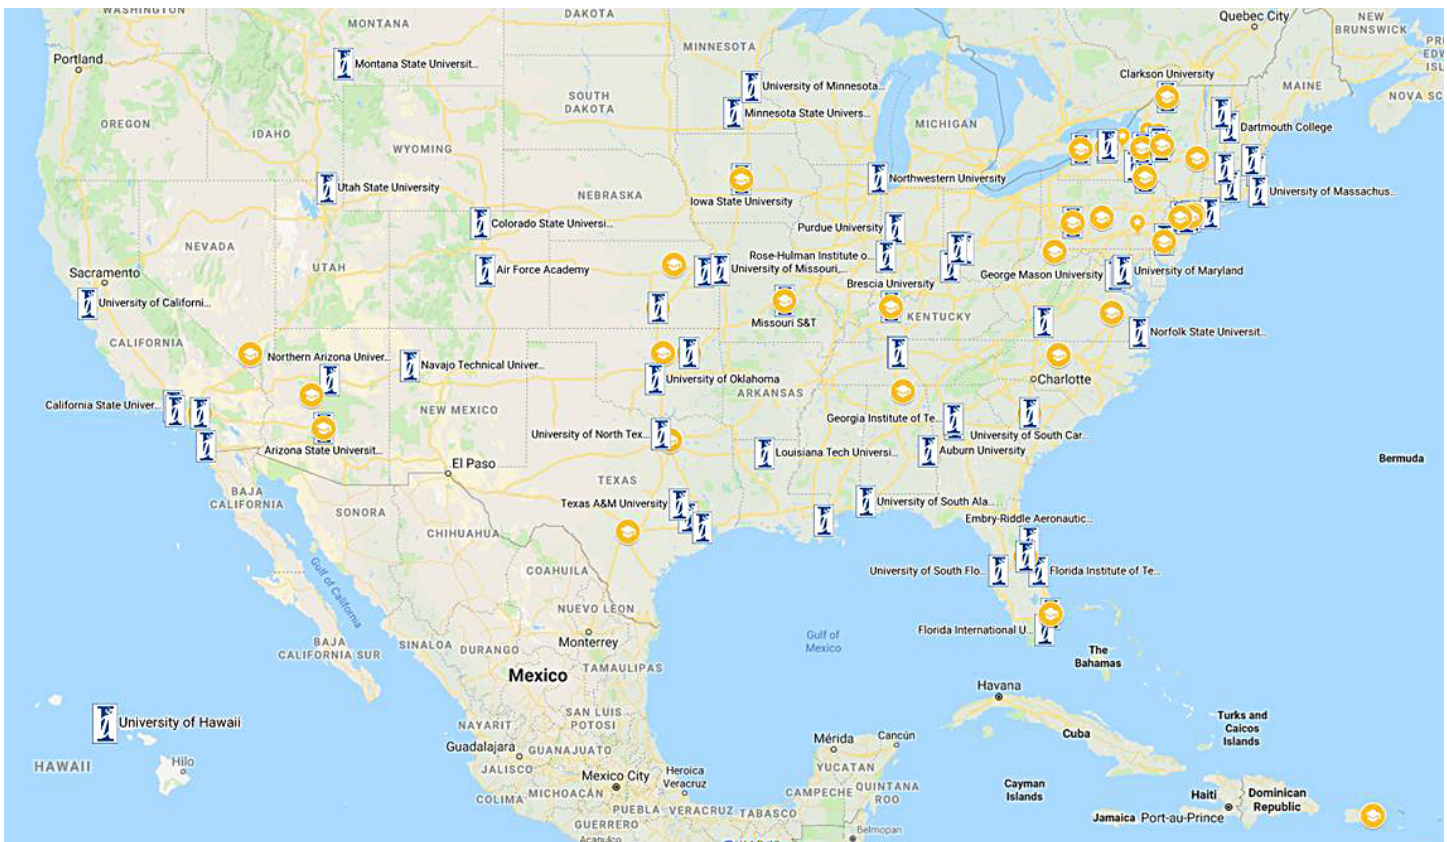 WASHINGTON
MONTANA
DAKOTA
Quebec City
NEW
BRUNSWICK
Portland
Montana State Universit...
MINNESOTA
Clarkson University
MAINE
NOVA SC
SOUTH
DAKOTA
University of Minnesota...
Minnesota State Univers...
OREGON
IDAHO
MICHIGAN
Dartmouth College
WYOMING
Utah State University
Northwestern University
University of Massachus...
NEBRASKA
Iowa State University
Colorado State Universi...
Purdue University
NEVADA
UTAH
Air Force Academy
Rose-Hulman Institute o...
University of Missouri,...
George Mason University
University of Maryland
Sacramento
Brescia University
University of Californi...
Missouri S&T
KENTUCKY
Norfolk State Universit...
CALIFORNIA
Northern Arizona Univer...
Navajo Technical Univer...
University of Oklahoma
Charlotte
ARKANSAS
California State Univer...
NEW MEXICO
Georgia Institute of Te...
University of North Tex...
University of South Car...
Arizona State Universit...
Louisiana Tech Universi...
Auburn University
El Paso
Bermuda
TEXAS
BAJA
CALIFORNIA
SONORA
Texas A&M University
University of South Ala...
Embry-Riddle Aeronautic...
CHIHUAHUA
COAHUILA
University of South Flo...
Florida Institute of Te...
Gulf of California
NUEVO LEON
Florida International U...
BAJA
CALIFORNIA SUR
SINALOA
DURANGO
Monterrey
Gulf of
Mexico
The
Bahamas
TAMAULIPAS
Mexico
Havana
University of Hawaii
NAYARIT
SAN LUIS
POTOSI
Turks and
Caicos
Islands
Guadalajara
GUANAJUATO
Mérida
Cancún
Cuba
HAWAII
Hilo
JALISCO
Mexico City
Heroica
Veracruz
YUCATAN
COLIMA
MICHOACÁN
CAMPECHE
QUINTANA
ROO
Cayman
Islands
Haiti
Dominican
Republic
PUEBLA
VERACRUZ
TABASCO
GUERRERO
Jamaica
Port-au-Prince
Belmopan